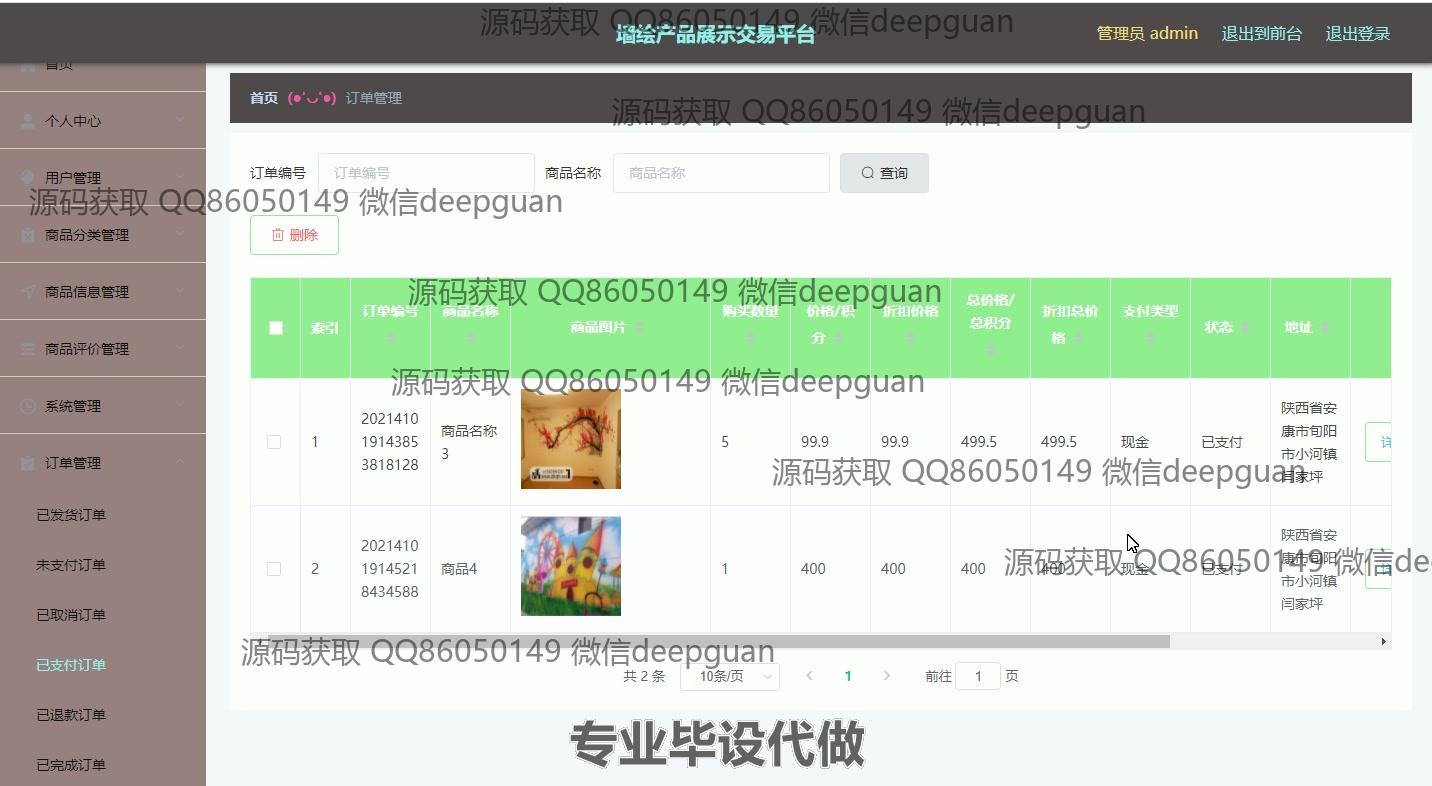 墙绘产品展示交易平台
管理员 admin
退出到前台
退出登录
源码获取 QQ86050149 微信deepguan
首页
个人中心
用户管理
商品分类管理
商品信息管理
商品评价管理
系统管理
订单管理
已发货订单
未支付订单
已取消订单
已支付订单
已退款订单
已完成订单
首页 (●'◡'●) 订单管理
源码获取 QQ86050149 微信deepguan
订单编号 订单编号 商品名称 商品名称 查询
源码获取 QQ86050149 微信deepguan
删除
源码获取 QQ86050149 微信deepguan
索引 订单编号 商品名称 商品图片 购买数量 价格/积分 折扣价格 总价格/总积分 折扣总价格 支付类型 状态 地址
源码获取 QQ86050149 微信deepguan
1
2021410
1914385
3818128
商品名称
3
5 99.9 99.9 499.5 499.5 现金 已支付
陕西省安
康市旬阳
市小河镇
闫家坪
详
源码获取 QQ86050149 微信deepguan
2
2021410
1914521
8434588
商品4
1 400 400 400 400 现金 已支付
陕西省安
康市旬阳
市小河镇
闫家坪
详
源码获取 QQ86050149 微信de
源码获取 QQ86050149 微信deepguan
共 2 条 10条/页 1 前往 1 页
专业毕设代做